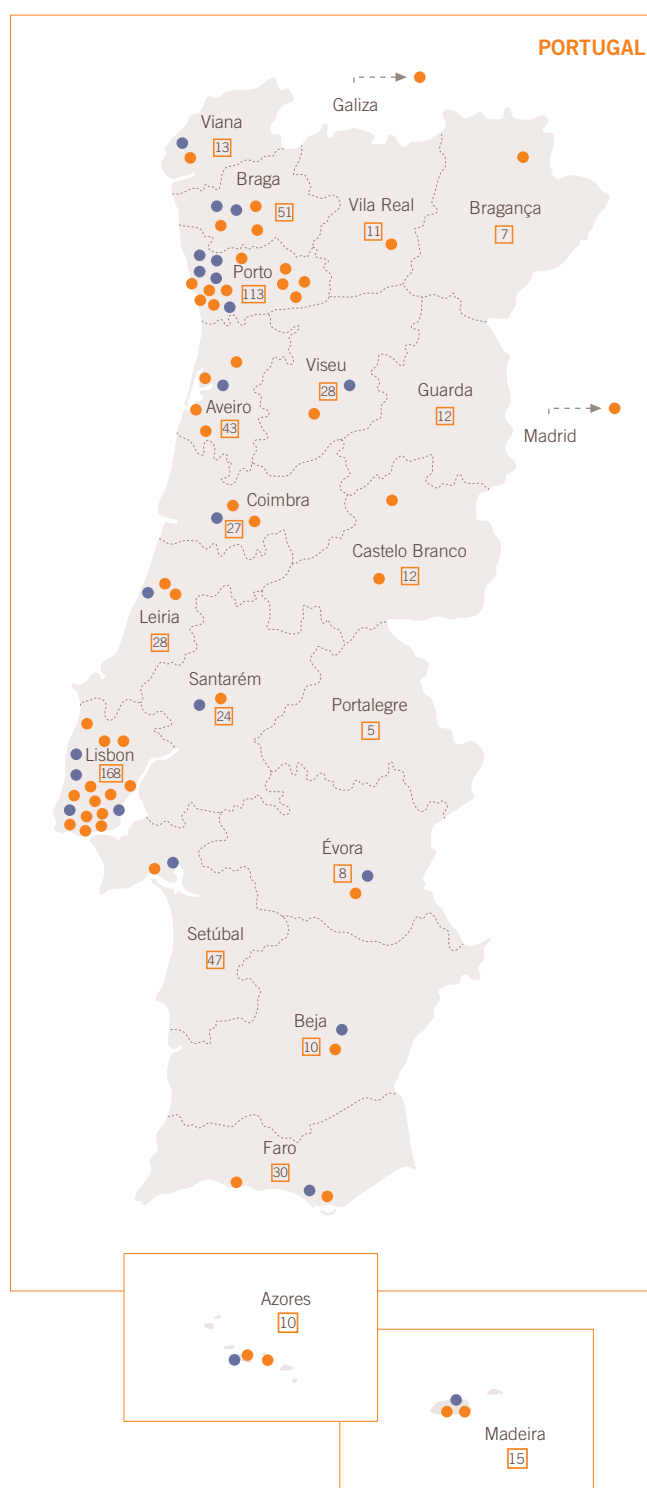 PORTUGAL
Galiza
Viana
13
Braga
51
Vila Real
11
Bragança
7
Porto
113
Viseu
28
Guarda
12
Aveiro
43
Madrid
Coimbra
27
Castelo Branco
12
Leiria
28
Santarém
24
Portalegre
5
Lisbon
168
Évora
8
Setúbal
47
Beja
10
Faro
30
Azores
10
Madeira
15